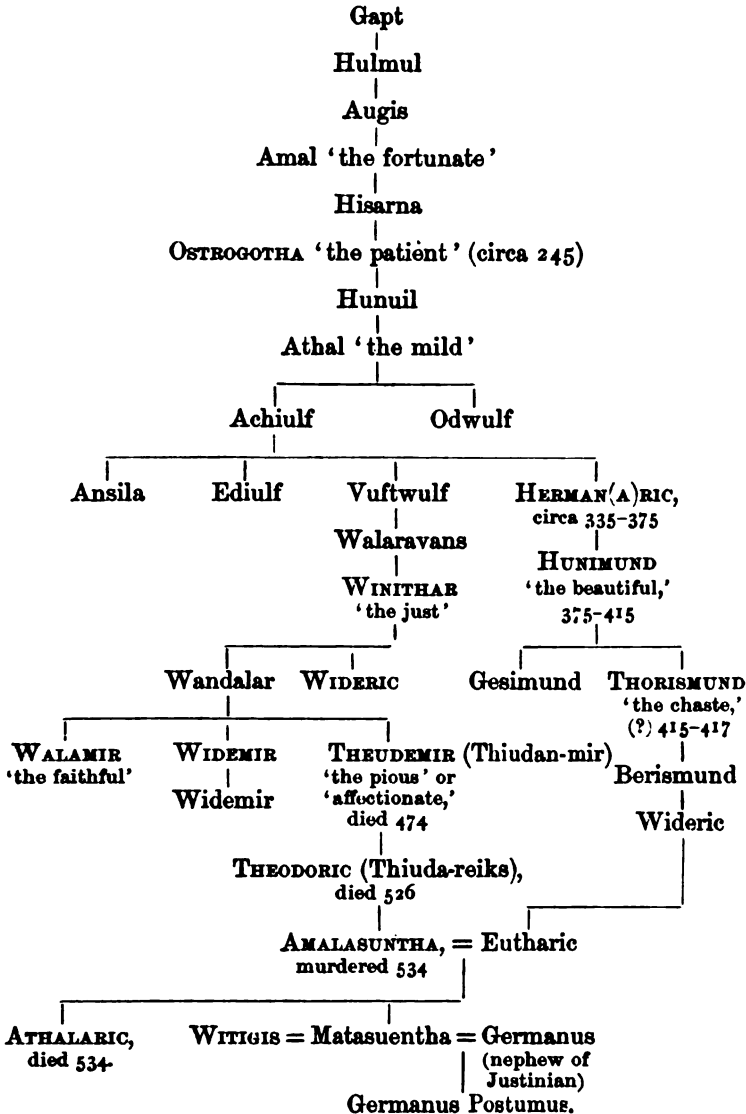 Gapt
Hulmul
Augis
Amal ‘the fortunate’
Hisarna
OSTROGOTHA ‘the patient’ (circa 245)
Hunuil
Athal ‘the mild’
Achiulf Odwulf
Ansila Ediulf Vuftwulf HERMAN(A)RIC,
circa 335–375
Walaravans
HUNIMUND
WINITHAR ‘the beautiful,’
‘the just’
375–415
Wandalar WIDERIC Gesimund THORISMUND
‘the chaste,’
(?) 415–417
WALAMIR WIDEMIR THEUDEMIR (Thiudan-mir)
‘the faithful’ ‘the pious’ or Berismund
Widemir ‘affectionate,’
died 474 Wideric
THEODORIC (Thiuda-reiks),
died 526
AMALASUNTHA, = Eutharic
murdered 534
ATHALARIC, WITIGIS = Matasuentha = Germanus
died 534. (nephew of
Justinian)
Germanus Postumus.